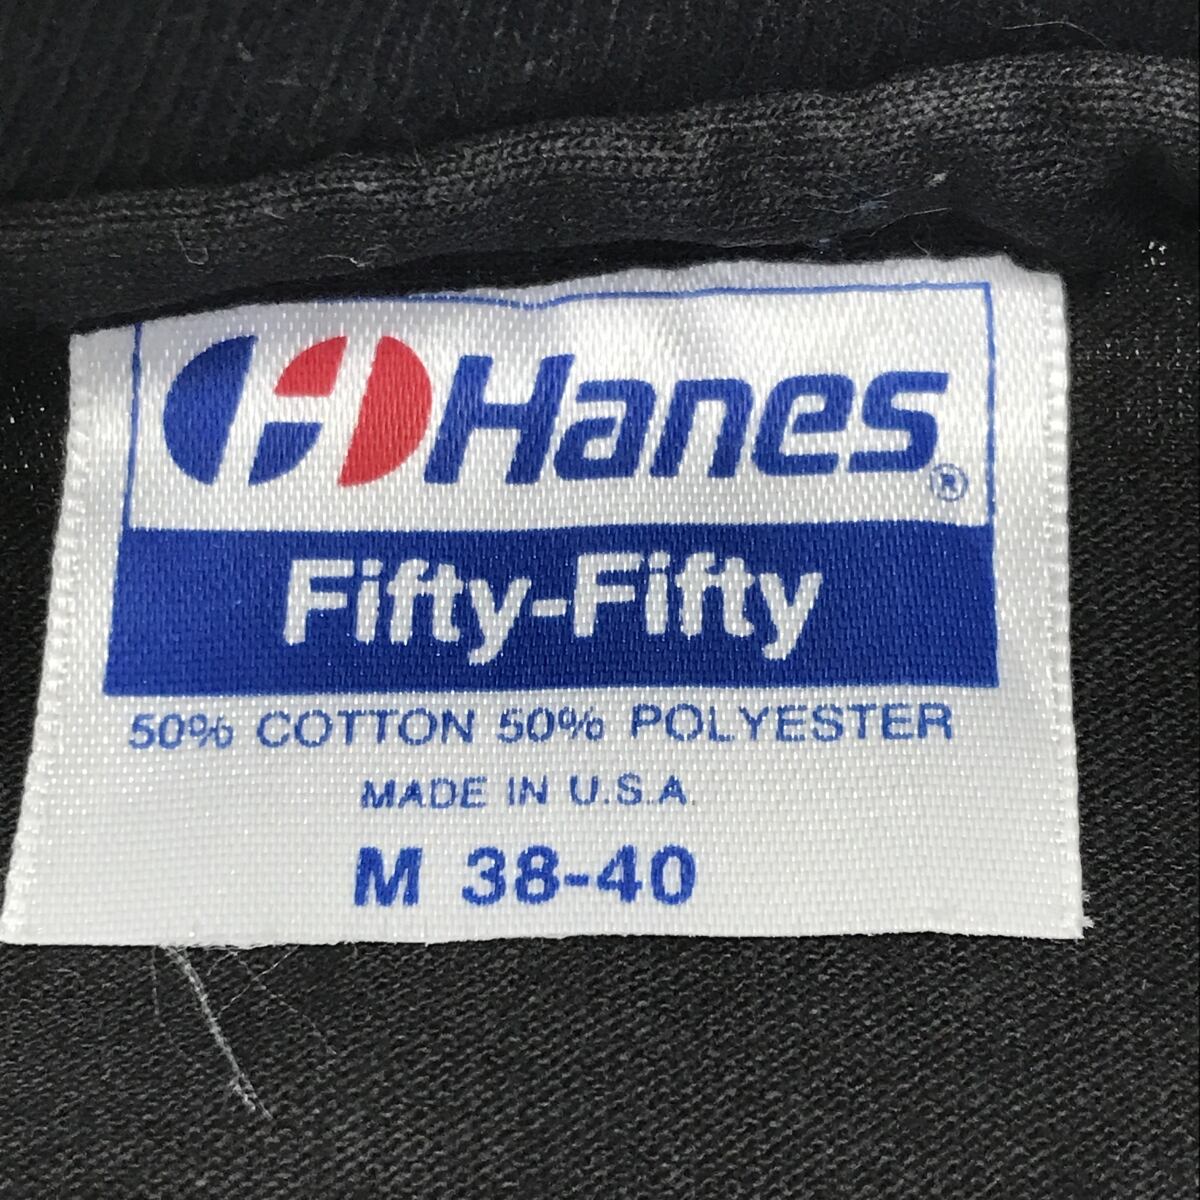 Hanes®
Fifty-Fifty
50% COTTON 50% POLYESTER
MADE IN U.S.A.
M 38-40